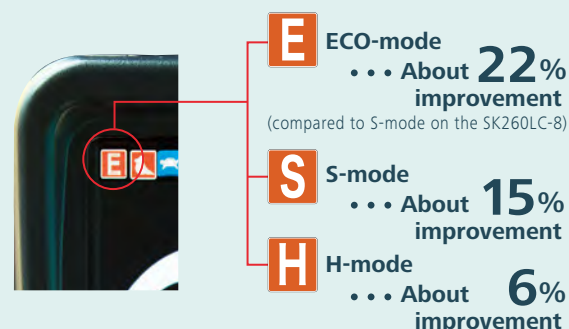 E
E
ECO-mode
• • • About 22%
improvement
(compared to S-mode on the SK260LC-8)
S
S-mode
• • • About 15%
improvement
H
H-mode
• • • About 6%
improvement